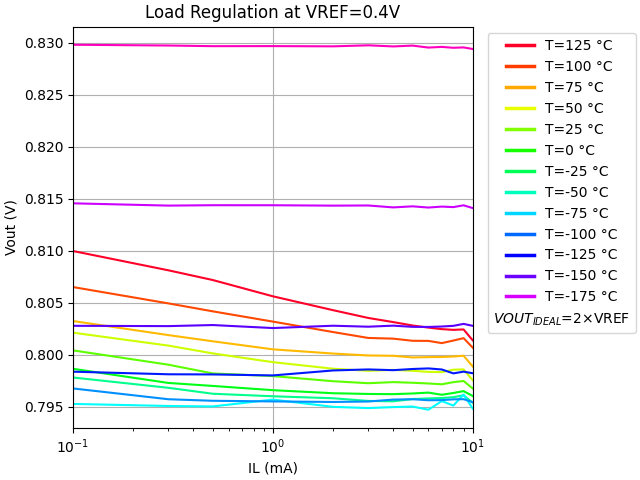 Load Regulation at VREF=0.4V
0.830
0.825
0.820
0.815
0.810
0.805
0.800
0.795
Vout (V)
10⁻¹ 10⁰ 10¹
IL (mA)
T=125 °C
T=100 °C
T=75 °C
T=50 °C
T=25 °C
T=0 °C
T=-25 °C
T=-50 °C
T=-75 °C
T=-100 °C
T=-125 °C
T=-150 °C
T=-175 °C
VOUT_IDEAL=2×VREF